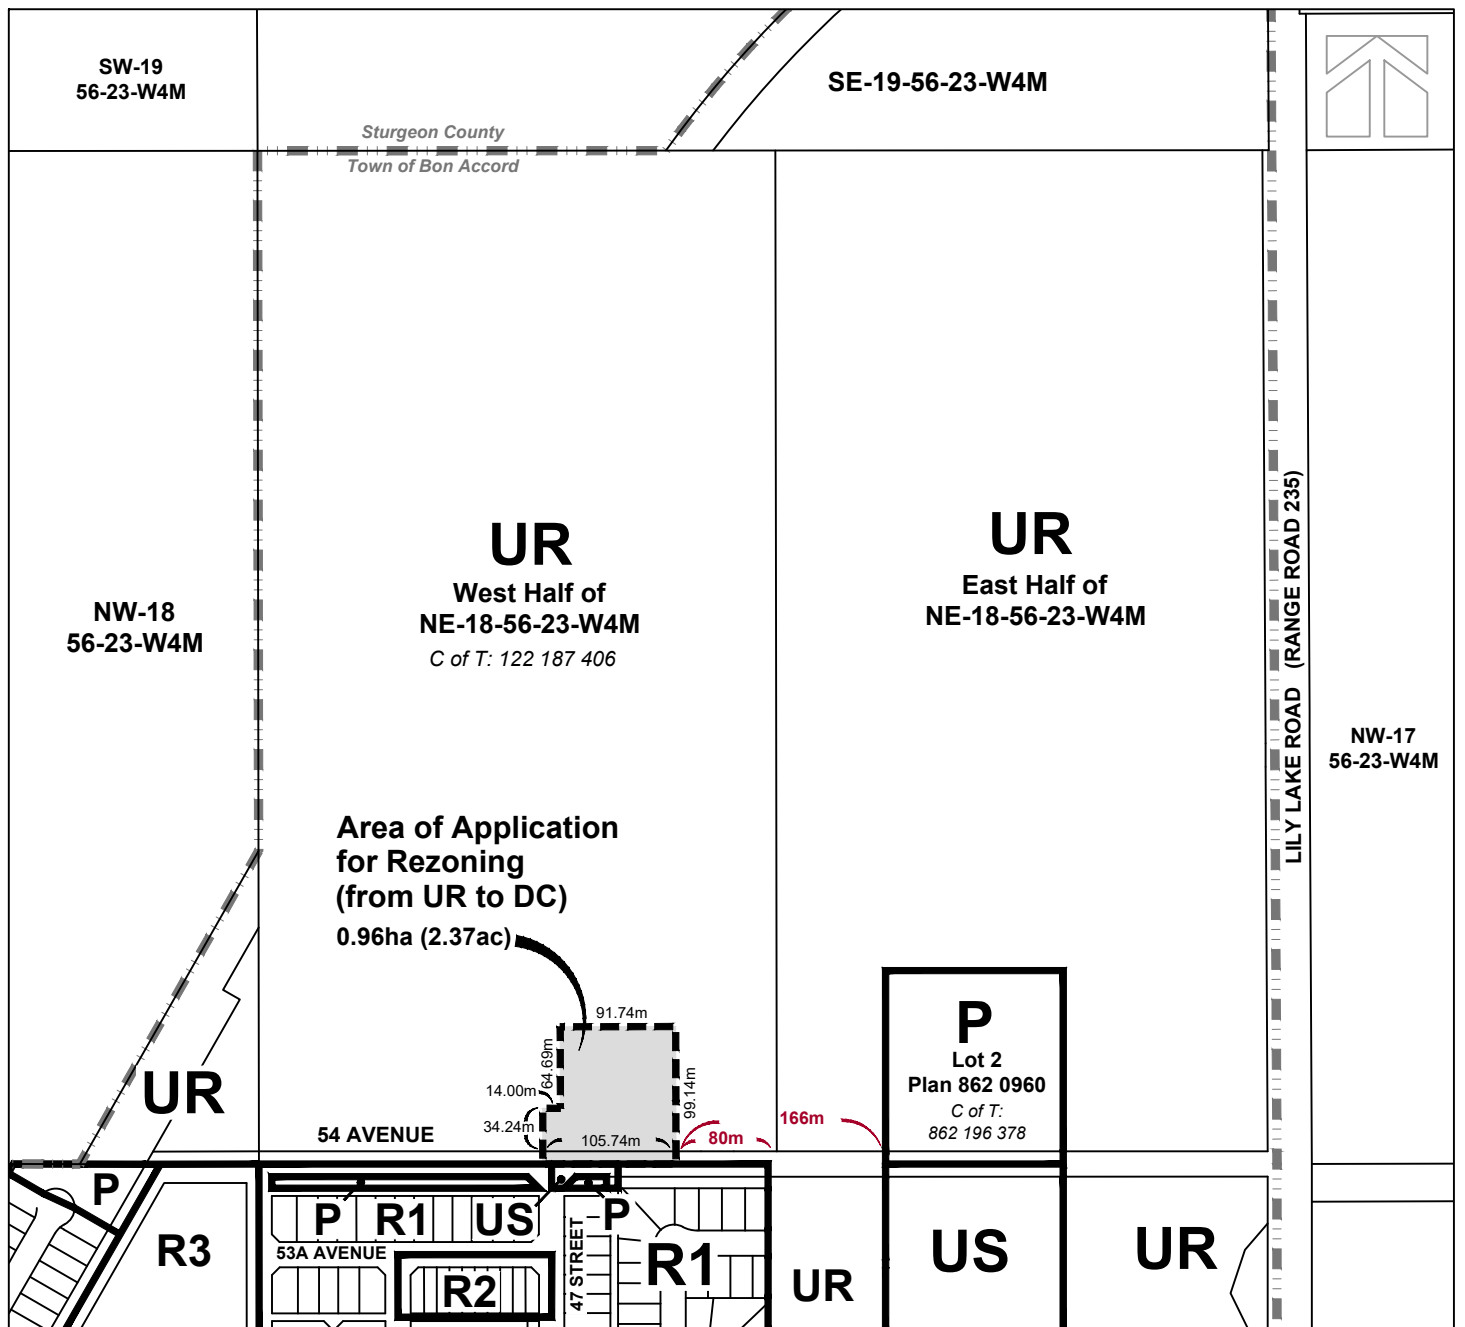 SW-19
56-23-W4M
SE-19-56-23-W4M
Sturgeon County
Town of Bon Accord
UR
West Half of
NE-18-56-23-W4M
C of T: 122 187 406
UR
East Half of
NE-18-56-23-W4M
NW-18
56-23-W4M
LILY LAKE ROAD (RANGE ROAD 235)
NW-17
56-23-W4M
Area of Application
for Rezoning
(from UR to DC)
0.96ha (2.37ac)
91.74m
64.69m
14.00m
34.24m
105.74m
99.14m
80m
166m
P
Lot 2
Plan 862 0960
C of T:
862 196 378
UR
54 AVENUE
P
R3
P
R1
US
P
53A AVENUE
R2
47 STREET
R1
UR
US
UR